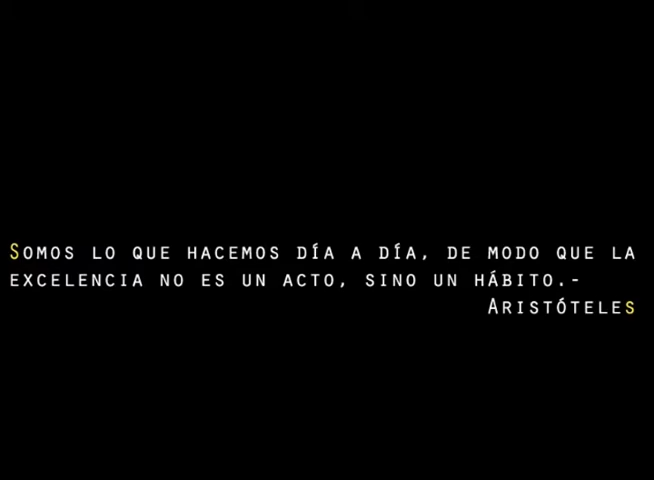 Somos lo que hacemos día a día, de modo que la
excelencia no es un acto, sino un hábito.-
Aristóteles